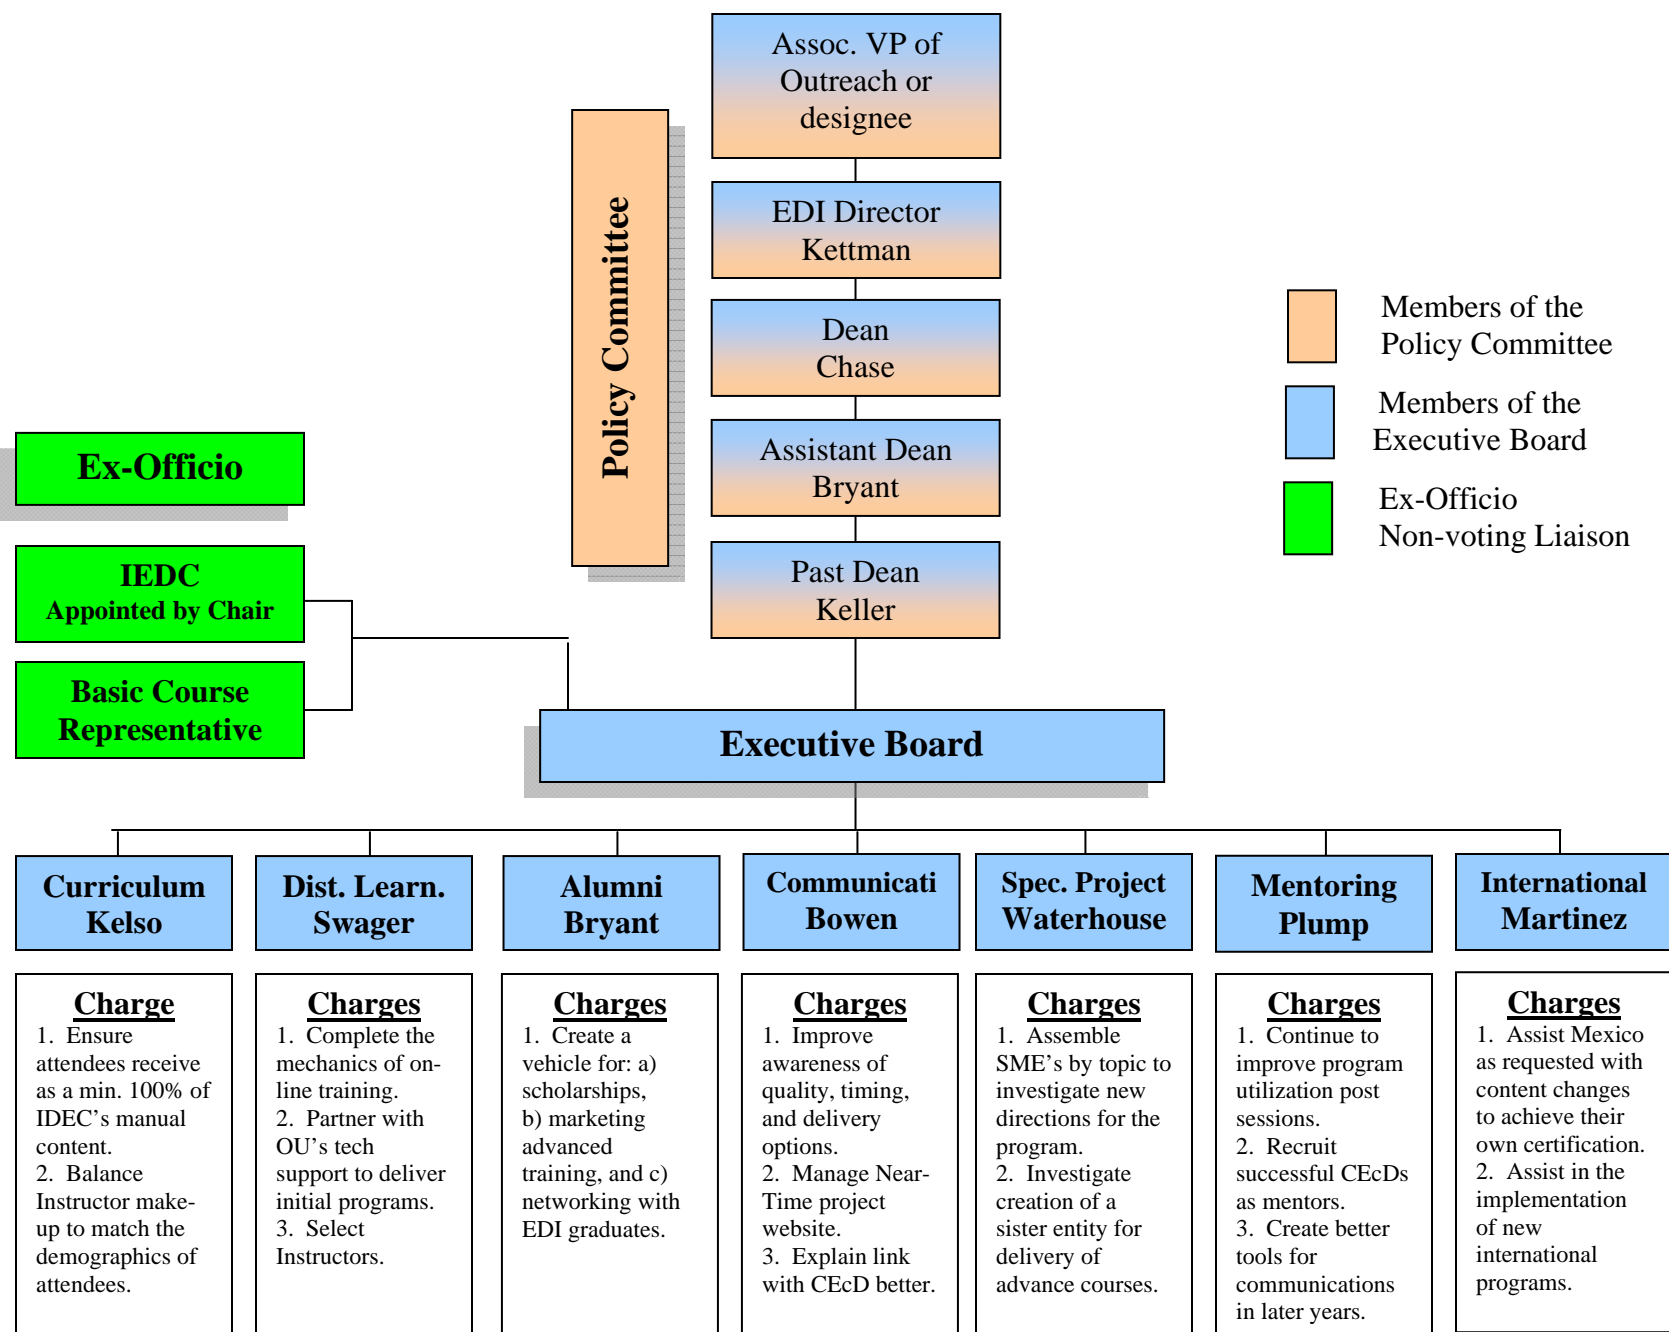 Assoc. VP of
Outreach or
designee
Policy Committee
EDI Director
Kettman
Dean
Chase
Assistant Dean
Bryant
Past Dean
Keller
Members of the
Policy Committee
Members of the
Executive Board
Ex-Officio
Non-voting Liaison
Ex-Officio
IEDC
Appointed by Chair
Basic Course
Representative
Executive Board
Curriculum
Kelso
Dist. Learn.
Swager
Alumni
Bryant
Communicati
Bowen
Spec. Project
Waterhouse
Mentoring
Plump
International
Martinez
Charge
1. Ensure
attendees receive
as a min. 100% of
IDEC’s manual
content.
2. Balance
Instructor make-
up to match the
demographics of
attendees.
Charges
1. Complete the
mechanics of on-
line training.
2. Partner with
OU’s tech
support to deliver
initial programs.
3. Select
Instructors.
Charges
1. Create a
vehicle for: a)
scholarships,
b) marketing
advanced
training, and c)
networking with
EDI graduates.
Charges
1. Improve
awareness of
quality, timing,
and delivery
options.
2. Manage Near-
Time project
website.
3. Explain link
with CEcD better.
Charges
1. Assemble
SME’s by topic to
investigate new
directions for the
program.
2. Investigate
creation of a
sister entity for
delivery of
advance courses.
Charges
1. Continue to
improve program
utilization post
sessions.
2. Recruit
successful CEcDs
as mentors.
3. Create better
tools for
communications
in later years.
Charges
1. Assist Mexico
as requested with
content changes
to achieve their
own certification.
2. Assist in the
implementation
of new
international
programs.